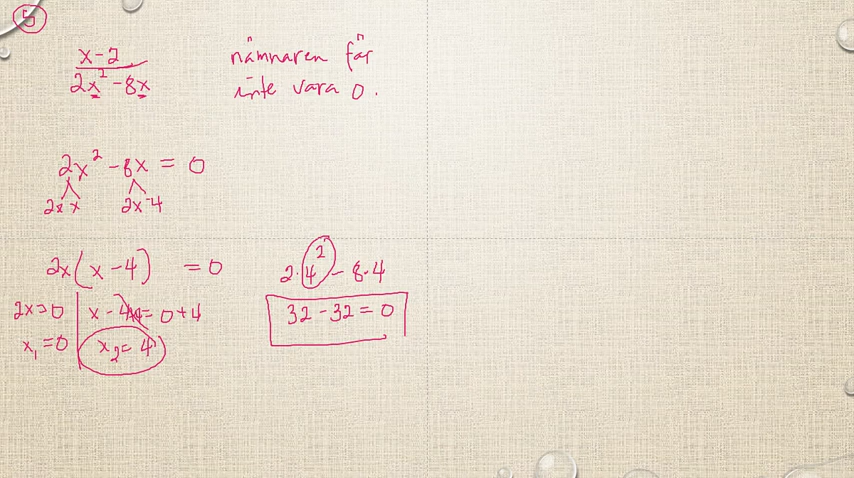 5
x-2
2x² - 8x
nämnaren får
inte vara 0.
2x² - 8x = 0
2x·x 2x·4
2x(x-4) = 0
2x=0 | x-4+4=0+4
x₁=0 | x₂=4
2·4² - 8·4
32-32=0